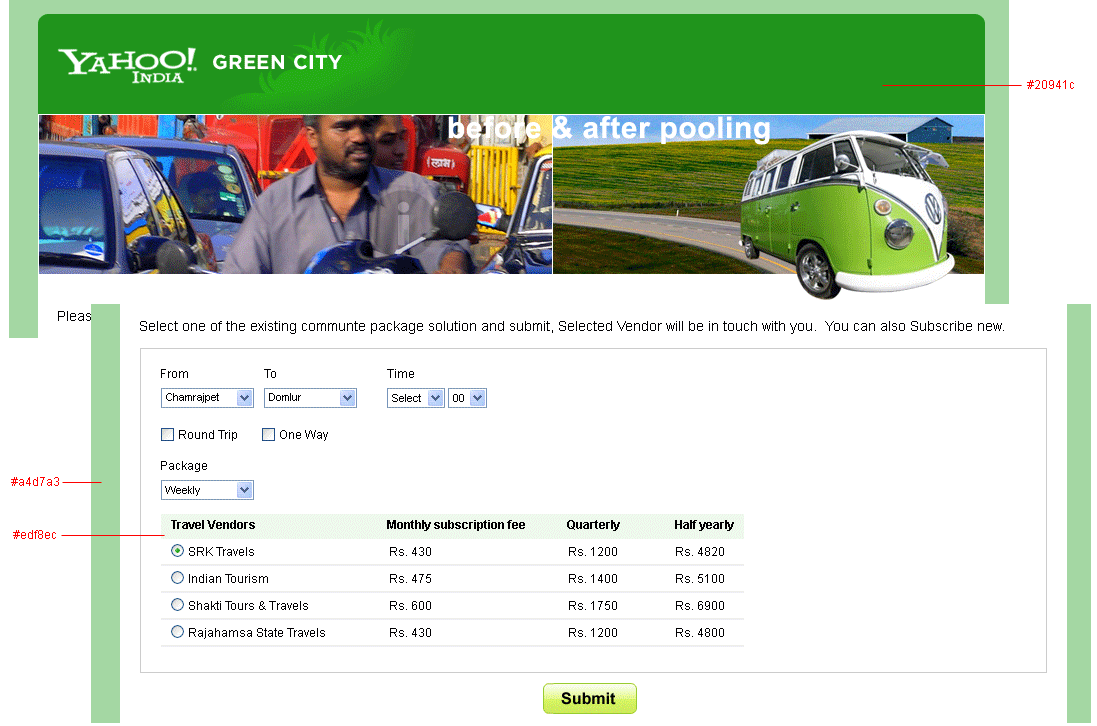 YAHOO! INDIA GREEN CITY
#20941c
before & after pooling
Pleas
Select one of the existing communte package solution and submit, Selected Vendor will be in touch with you. You can also Subscribe new.
From To Time
Chamrajpet Domlur Select 00
Round Trip One Way
Package
#a4d7a3
Weekly
#edf8ec
Travel Vendors Monthly subscription fee Quarterly Half yearly
SRK Travels Rs. 430 Rs. 1200 Rs. 4820
Indian Tourism Rs. 475 Rs. 1400 Rs. 5100
Shakti Tours & Travels Rs. 600 Rs. 1750 Rs. 6900
Rajahamsa State Travels Rs. 430 Rs. 1200 Rs. 4800
Submit